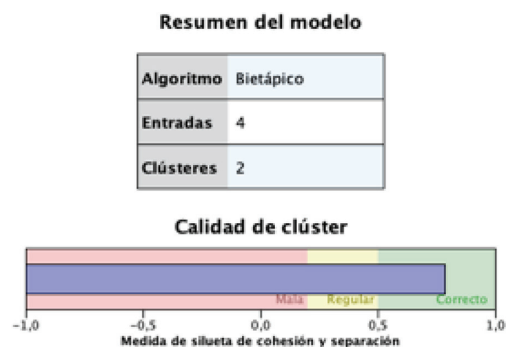 Resumen del modelo
Algoritmo Bietápico
Entradas 4
Clústeres 2
Calidad de clúster
Mala Regular Correcto
-1,0 -0,5 0,0 0,5 1,0
Medida de silueta de cohesión y separación